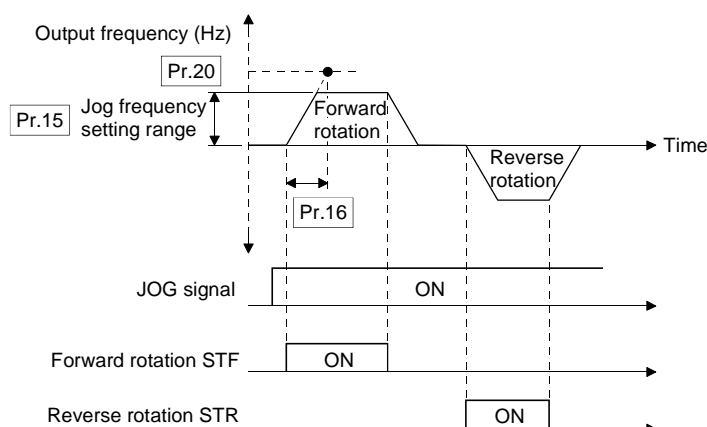 Output frequency (Hz)
Pr.20
Pr.15
Jog frequency
setting range
Forward
rotation
Time
Reverse
rotation
Pr.16
JOG signal
ON
Forward rotation STF
ON
Reverse rotation STR
ON